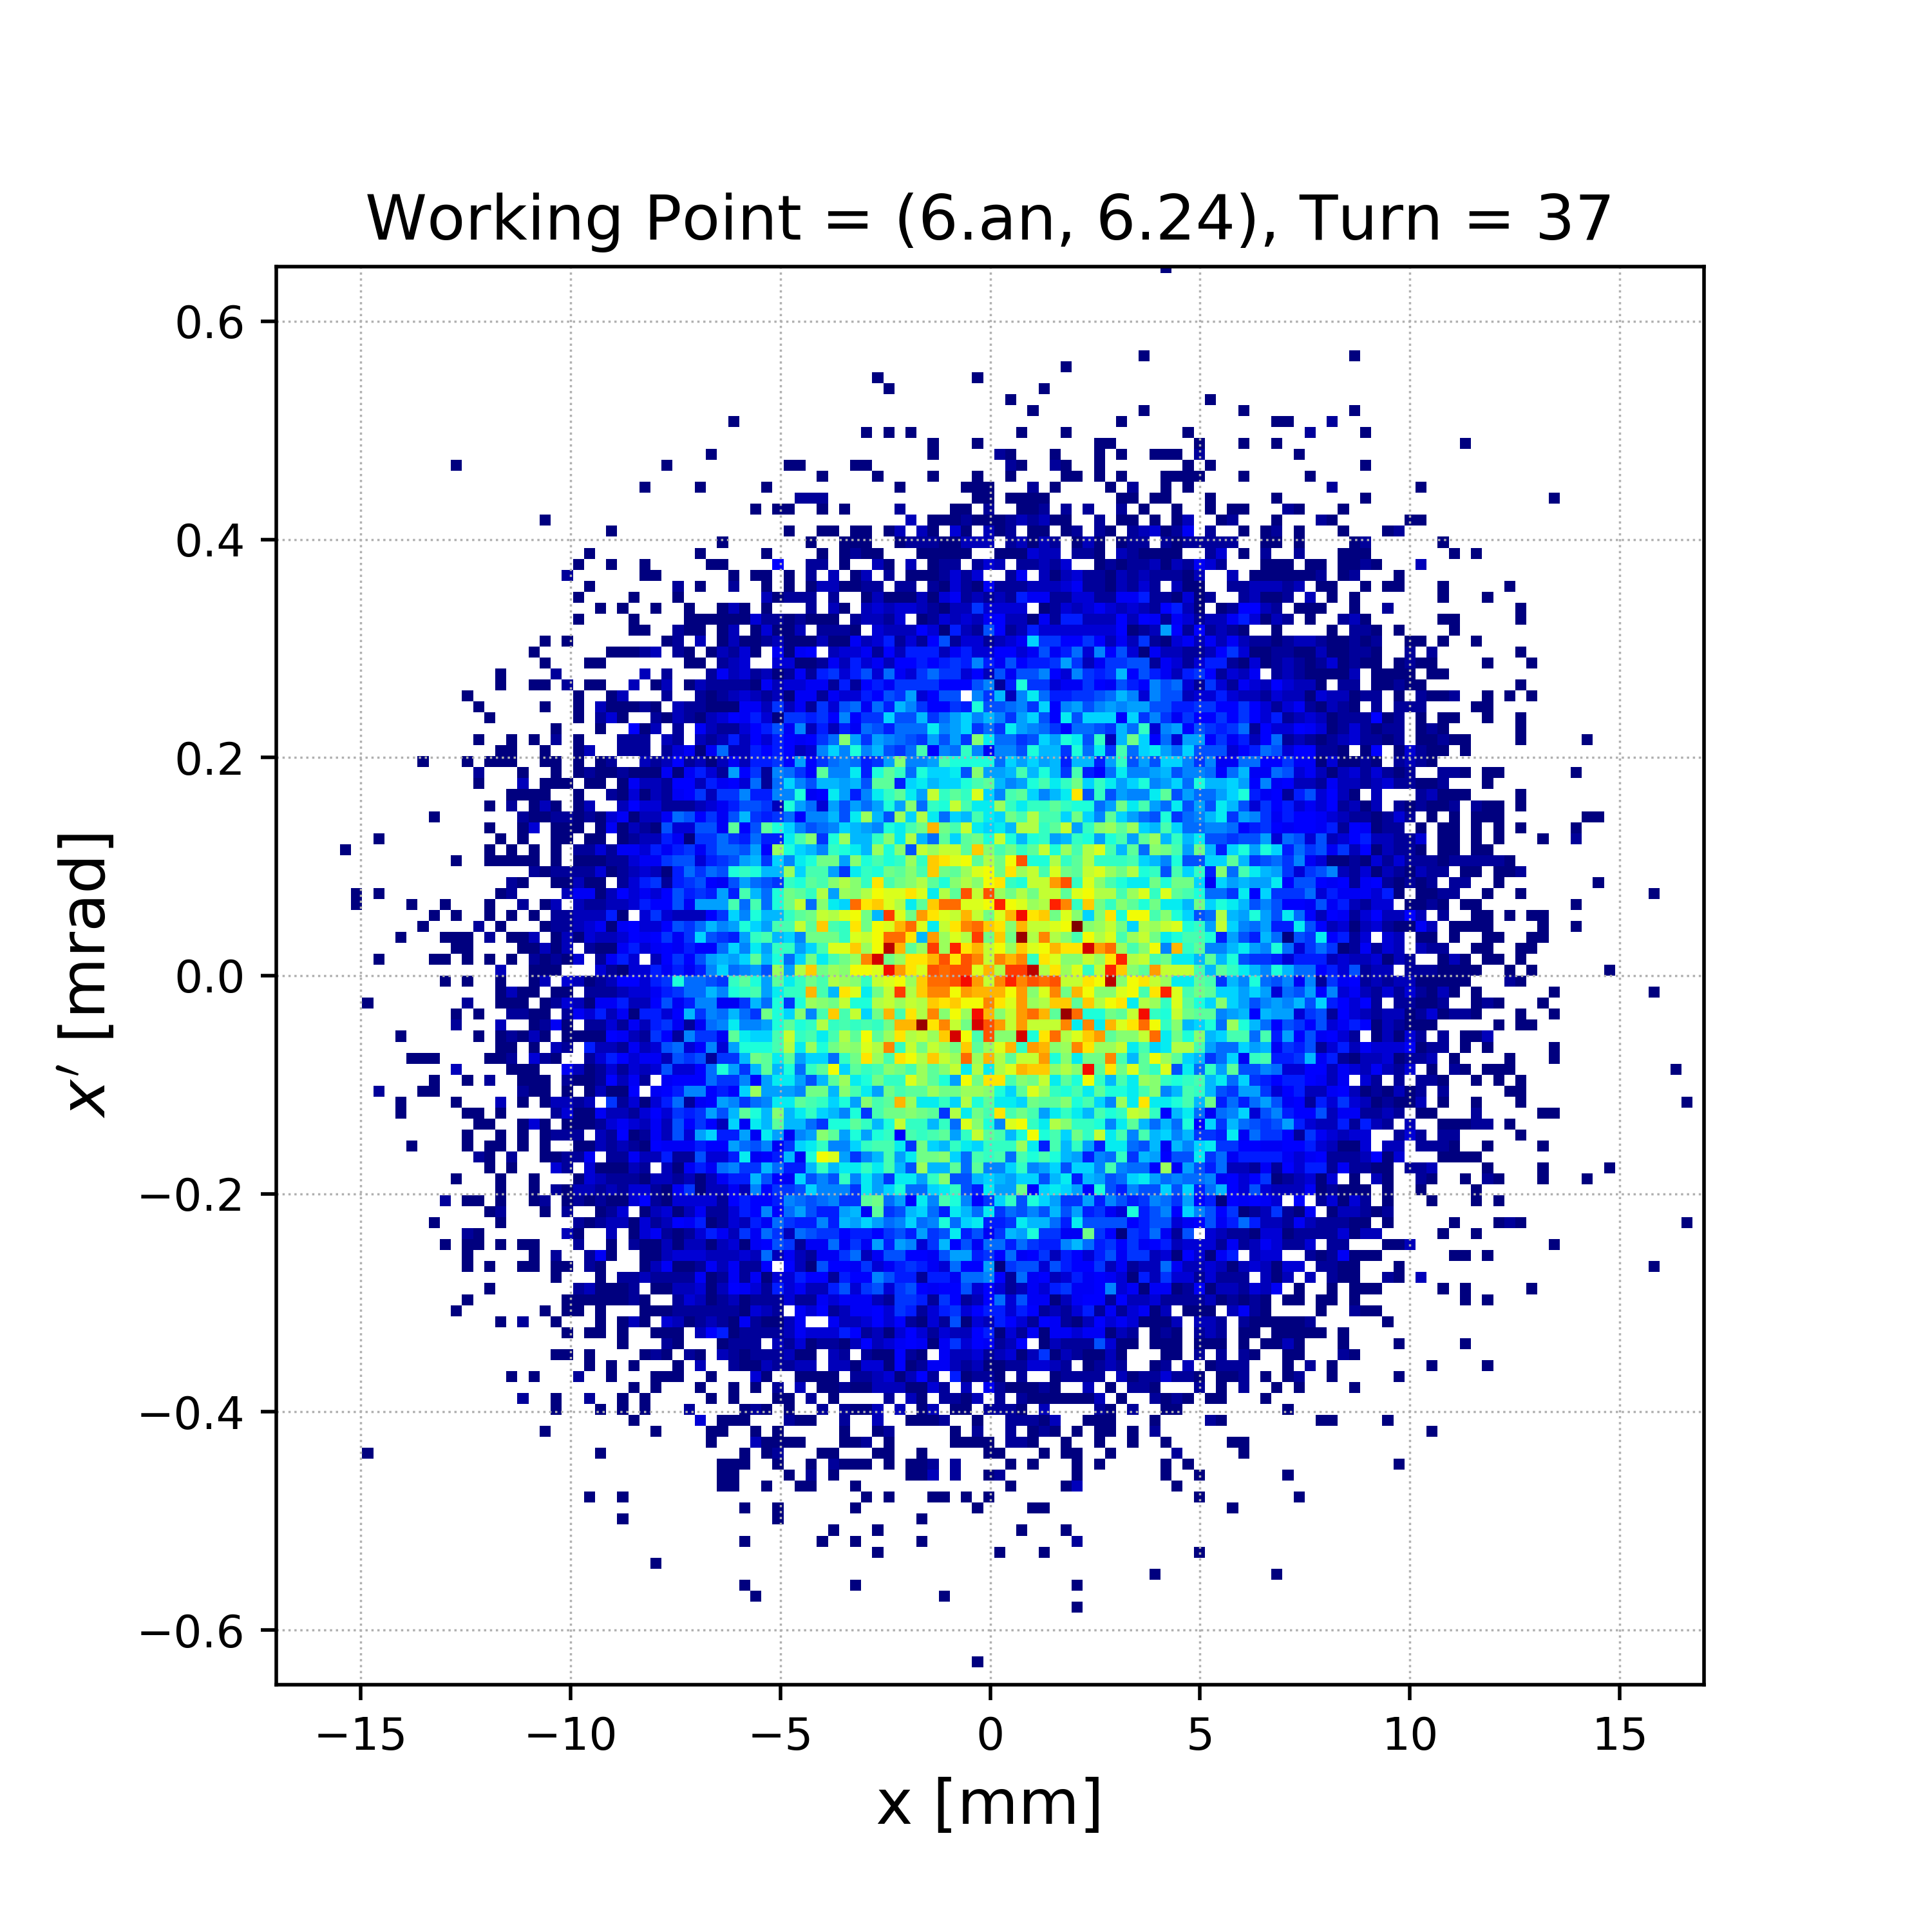 Working Point = (6.an, 6.24), Turn = 37
0.6
0.4
0.2
0.0
−0.2
−0.4
−0.6
x′ [mrad]
−15 −10 −5 0 5 10 15
x [mm]